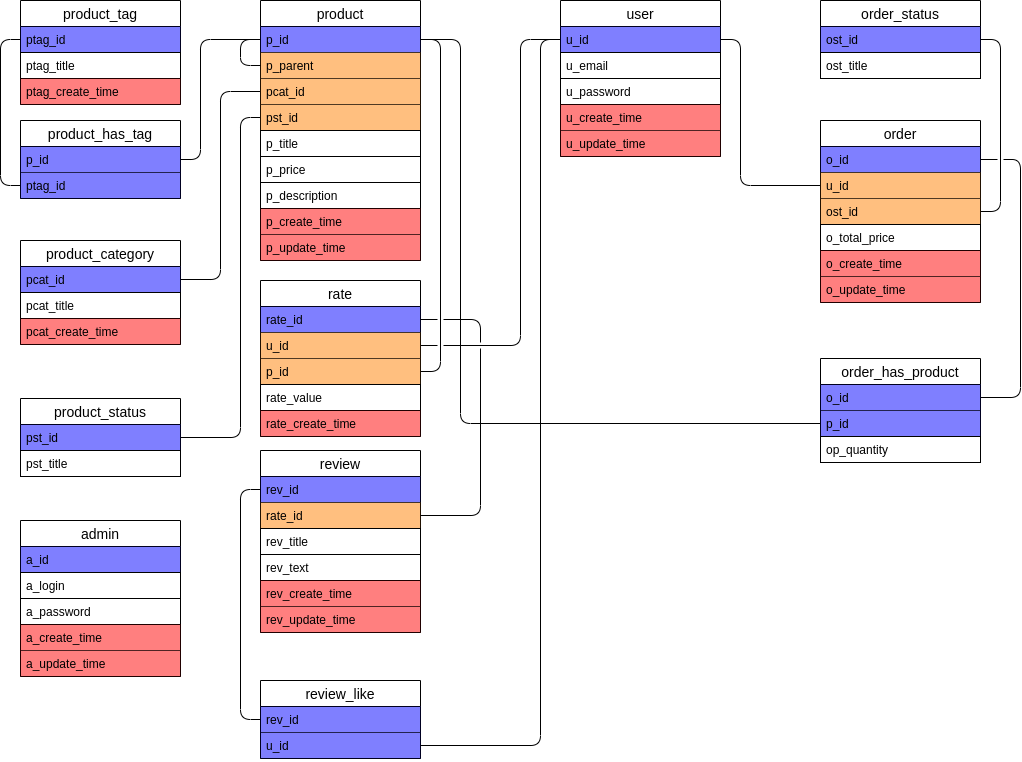 product_tag
ptag_id
ptag_title
ptag_create_time
product_has_tag
p_id
ptag_id
product_category
pcat_id
pcat_title
pcat_create_time
product_status
pst_id
pst_title
admin
a_id
a_login
a_password
a_create_time
a_update_time
product
p_id
p_parent
pcat_id
pst_id
p_title
p_price
p_description
p_create_time
p_update_time
rate
rate_id
u_id
p_id
rate_value
rate_create_time
review
rev_id
rate_id
rev_title
rev_text
rev_create_time
rev_update_time
review_like
rev_id
u_id
user
u_id
u_email
u_password
u_create_time
u_update_time
order_status
ost_id
ost_title
order
o_id
u_id
ost_id
o_total_price
o_create_time
o_update_time
order_has_product
o_id
p_id
op_quantity